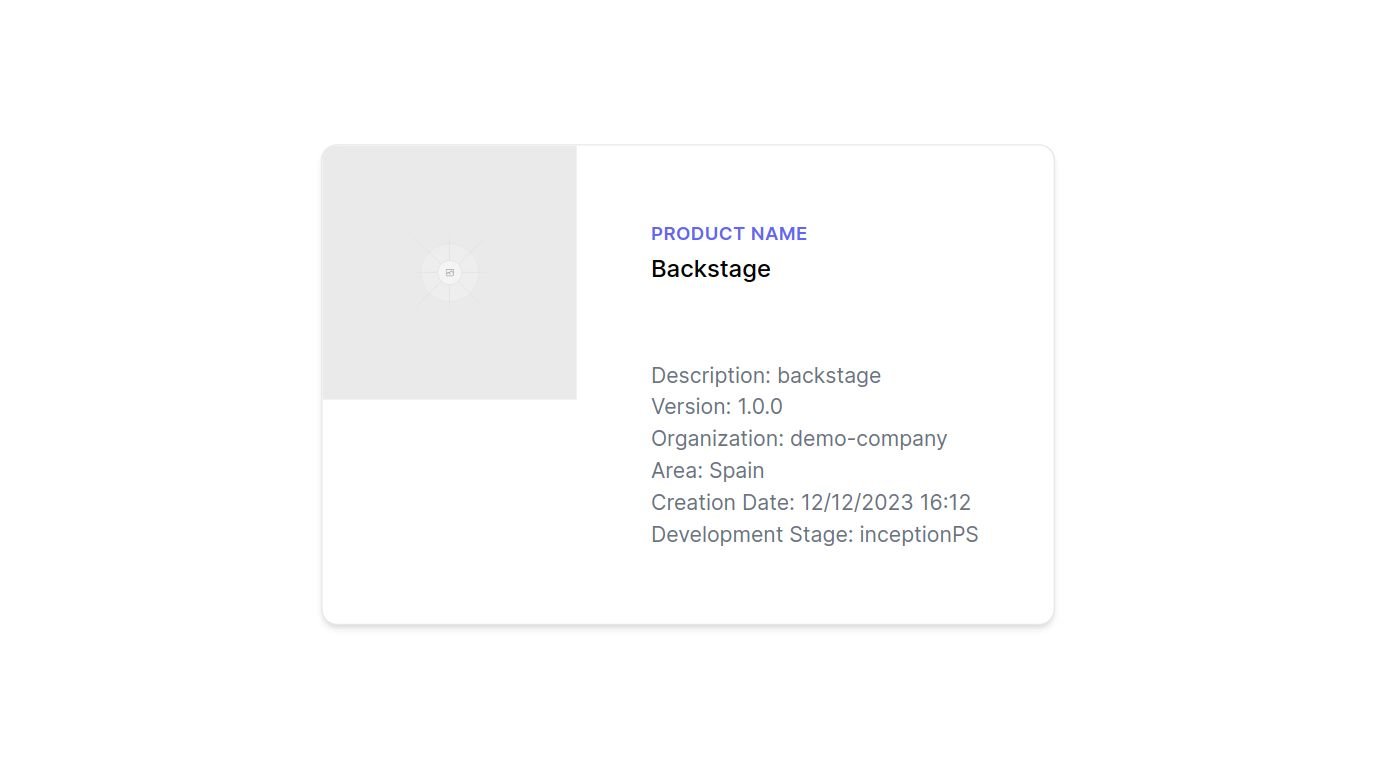 PRODUCT NAME
Backstage
Description: backstage
Version: 1.0.0
Organization: demo-company
Area: Spain
Creation Date: 12/12/2023 16:12
Development Stage: inceptionPS